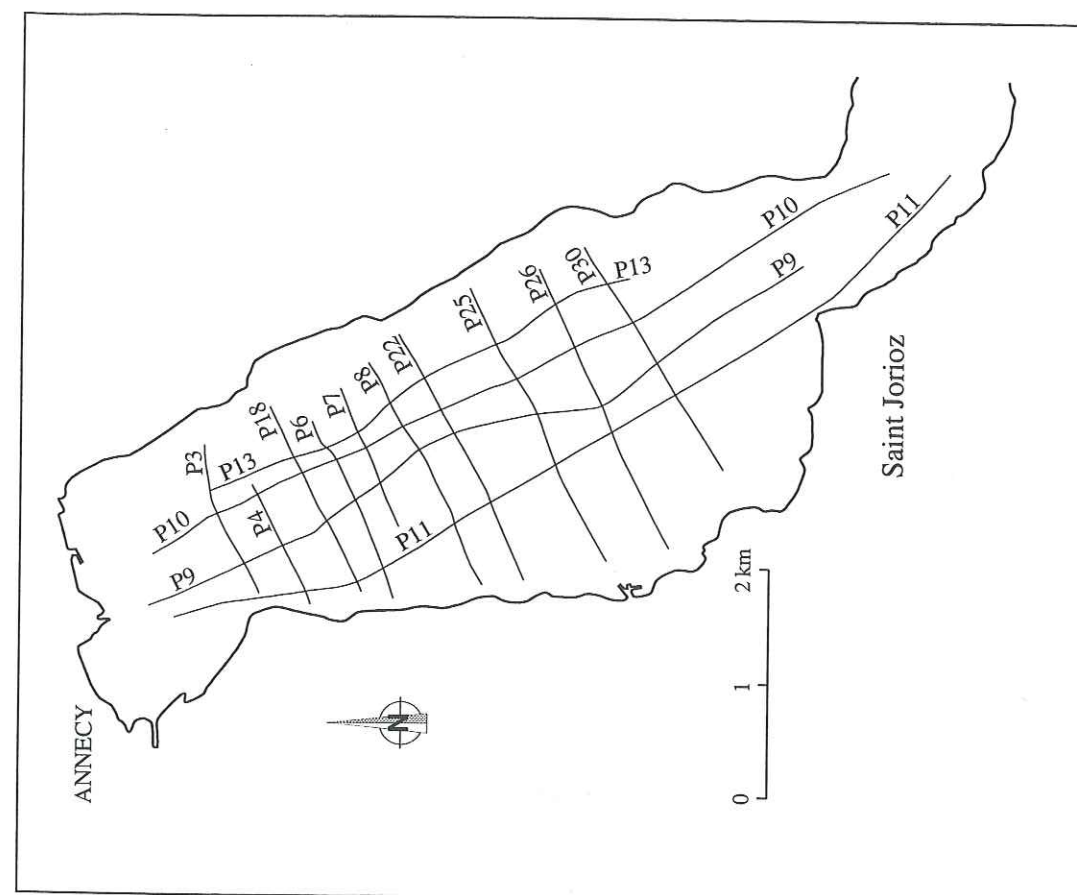 ANNECY
P3
P13
P10
P18
P4
P6
P9
P7
P8
P11
P22
P25
P26
P30
P13
P10
P9
P11
Saint Jorioz
N
0 1 2 km